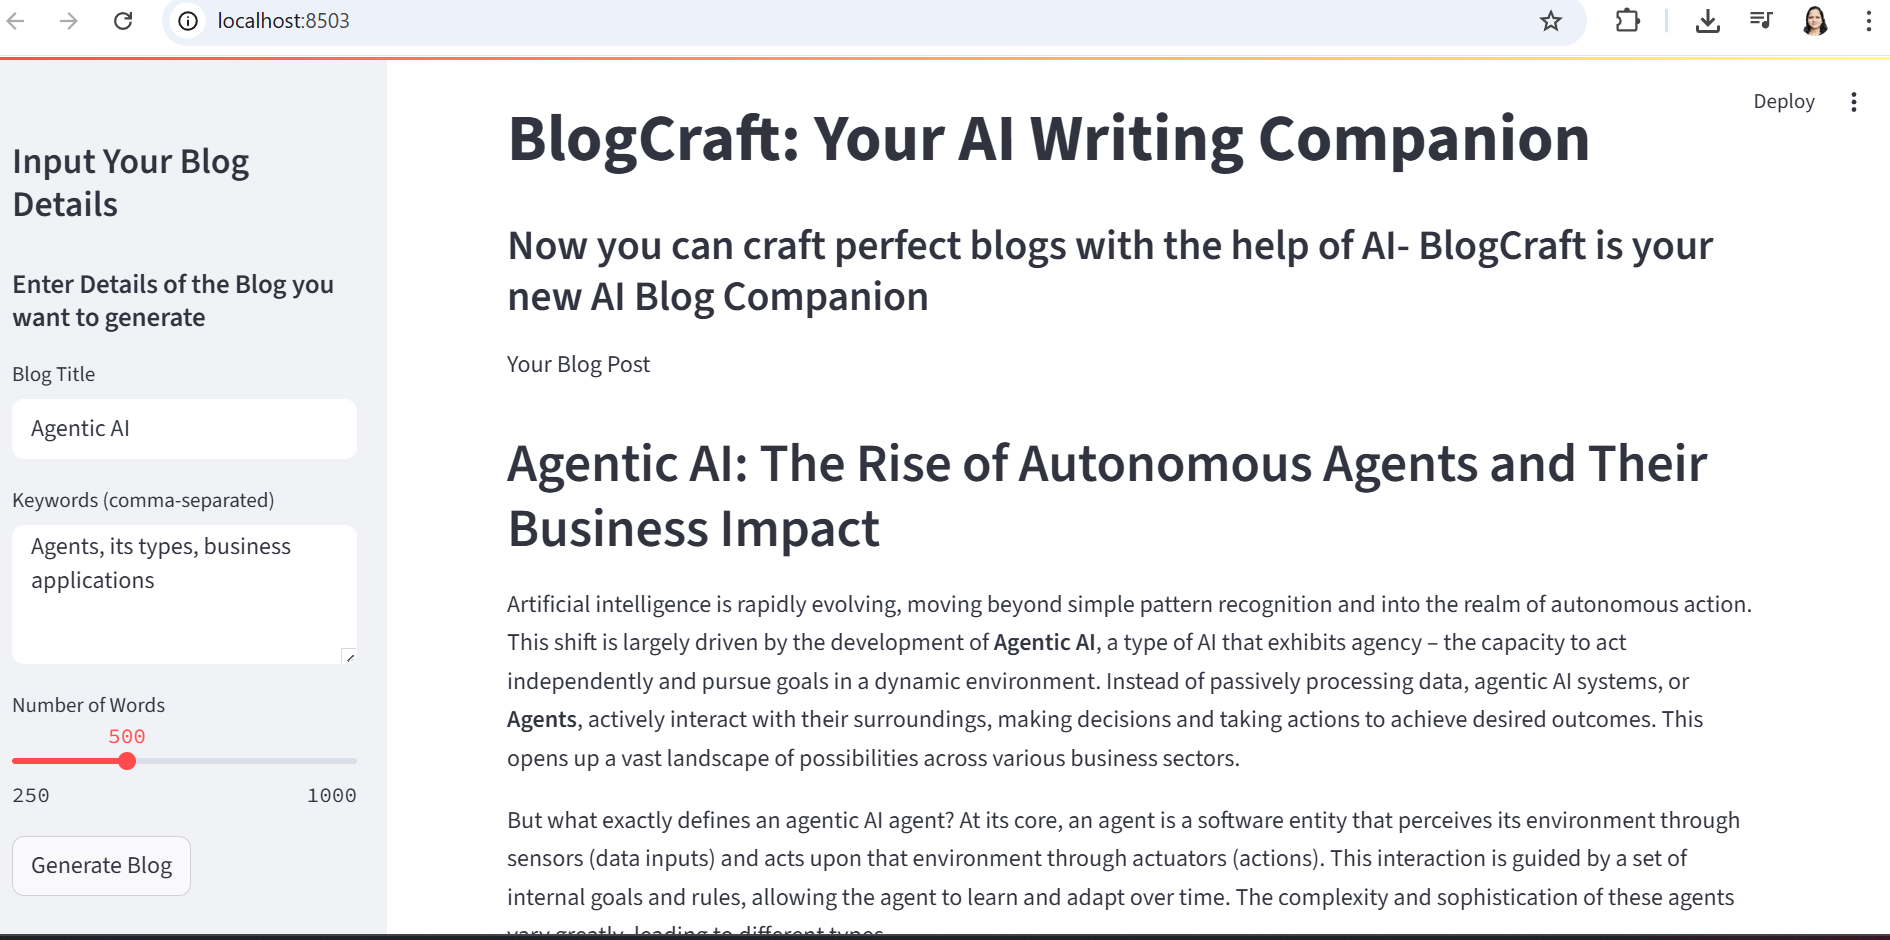 localhost:8503
Deploy
Input Your Blog
Details
Enter Details of the Blog you
want to generate
Blog Title
Agentic AI
Keywords (comma-separated)
Agents, its types, business
applications
Number of Words
500
250 1000
Generate Blog
BlogCraft: Your AI Writing Companion
Now you can craft perfect blogs with the help of AI- BlogCraft is your
new AI Blog Companion
Your Blog Post
Agentic AI: The Rise of Autonomous Agents and Their
Business Impact
Artificial intelligence is rapidly evolving, moving beyond simple pattern recognition and into the realm of autonomous action.
This shift is largely driven by the development of Agentic AI, a type of AI that exhibits agency – the capacity to act
independently and pursue goals in a dynamic environment. Instead of passively processing data, agentic AI systems, or
Agents, actively interact with their surroundings, making decisions and taking actions to achieve desired outcomes. This
opens up a vast landscape of possibilities across various business sectors.
But what exactly defines an agentic AI agent? At its core, an agent is a software entity that perceives its environment through
sensors (data inputs) and acts upon that environment through actuators (actions). This interaction is guided by a set of
internal goals and rules, allowing the agent to learn and adapt over time. The complexity and sophistication of these agents
vary greatly, leading to different types.